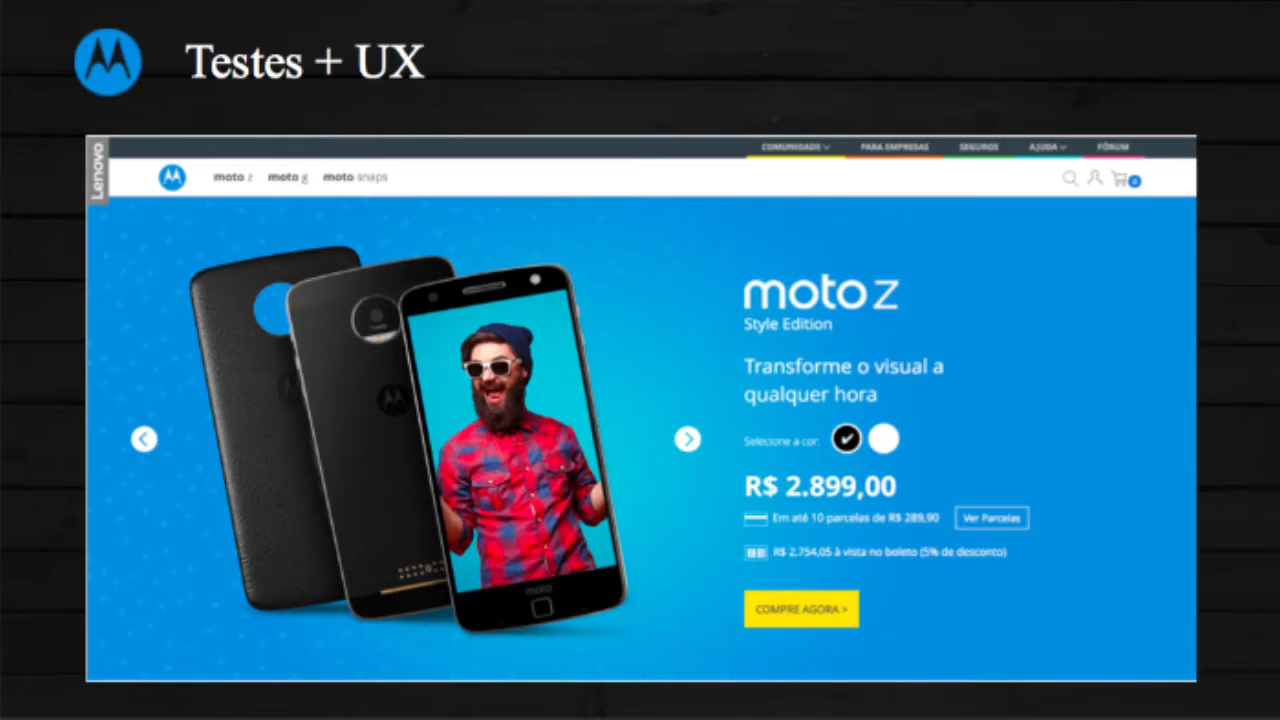 Testes + UX
Lenovo
COMUNIDADE PARA EMPRESAS SEGUROS AJUDA FÓRUM
moto z moto g moto snaps
0
moto z
Style Edition
Transforme o visual a
qualquer hora
Selecione a cor:
R$ 2.899,00
Em até 10 parcelas de R$ 289,90 Ver Parcelas
R$ 2.754,05 à vista no boleto (5% de desconto)
COMPRE AGORA >
moto